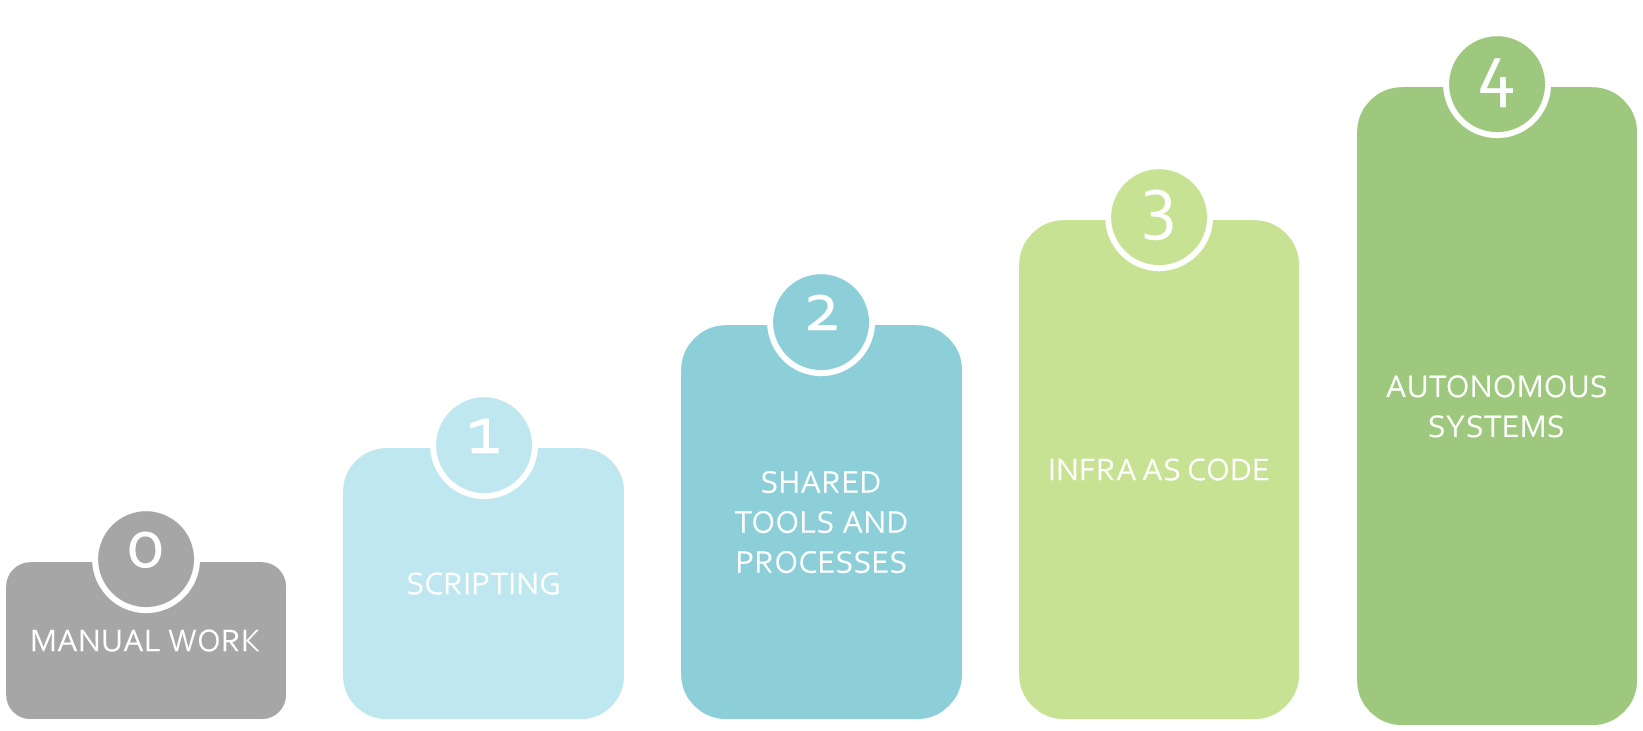 0
MANUAL WORK
1
SCRIPTING
2
SHARED
TOOLS AND
PROCESSES
3
INFRA AS CODE
4
AUTONOMOUS
SYSTEMS